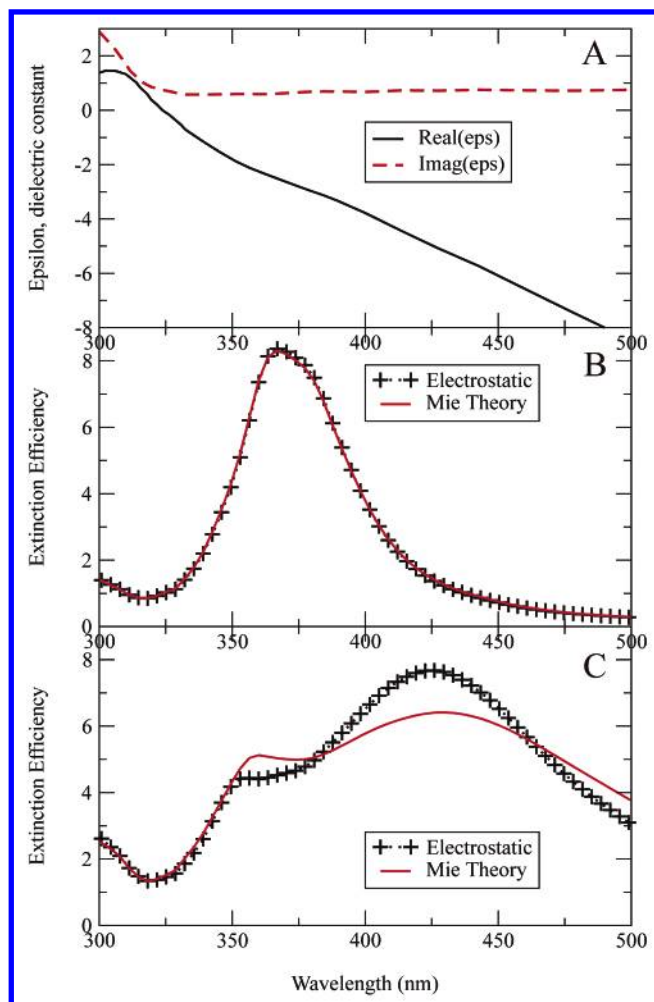 A
Epsilon, dielectric constant
2
0
-2
-4
-6
-8
Real(eps)
Imag(eps)
300 350 400 450 500
B
Extinction Efficiency
8
6
4
2
0
Electrostatic
Mie Theory
300 350 400 450 500
C
Extinction Efficiency
8
6
4
2
0
Electrostatic
Mie Theory
300 350 400 450 500
Wavelength (nm)